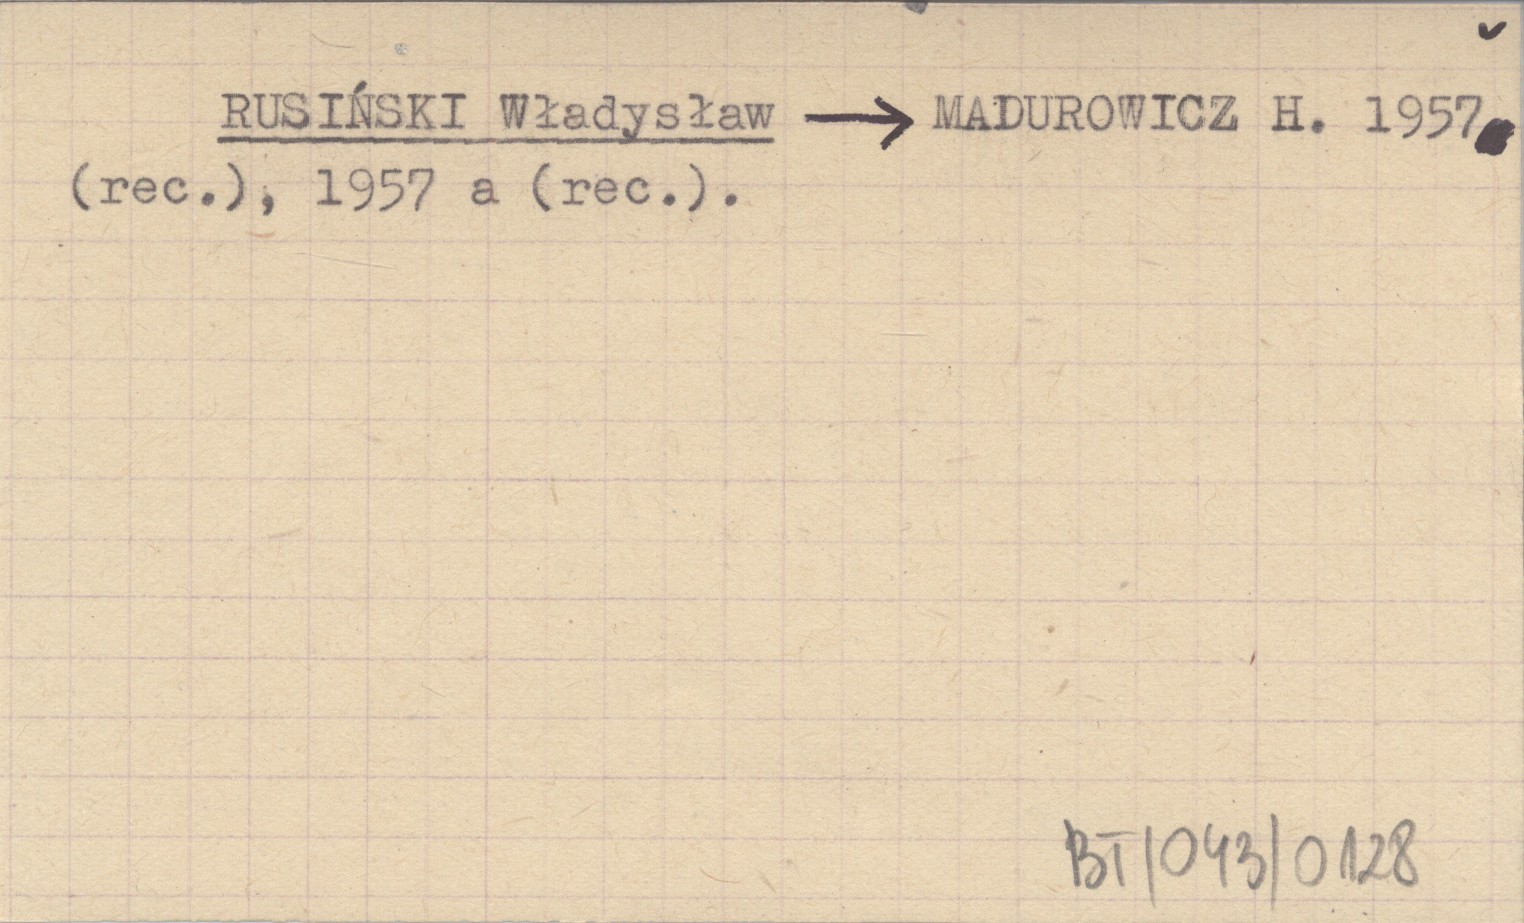 RUSIŃSKI Władysław → MADUROWICZ H. 1957
(rec.), 1957 a (rec.).
BT/043/0128